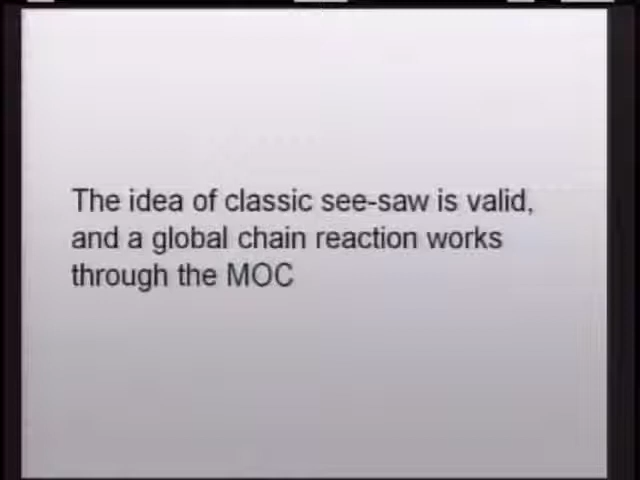 The idea of classic see-saw is valid,
and a global chain reaction works
through the MOC